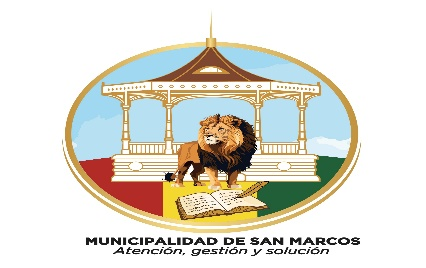 MUNICIPALIDAD DE SAN MARCOS
Atención, gestión y solución